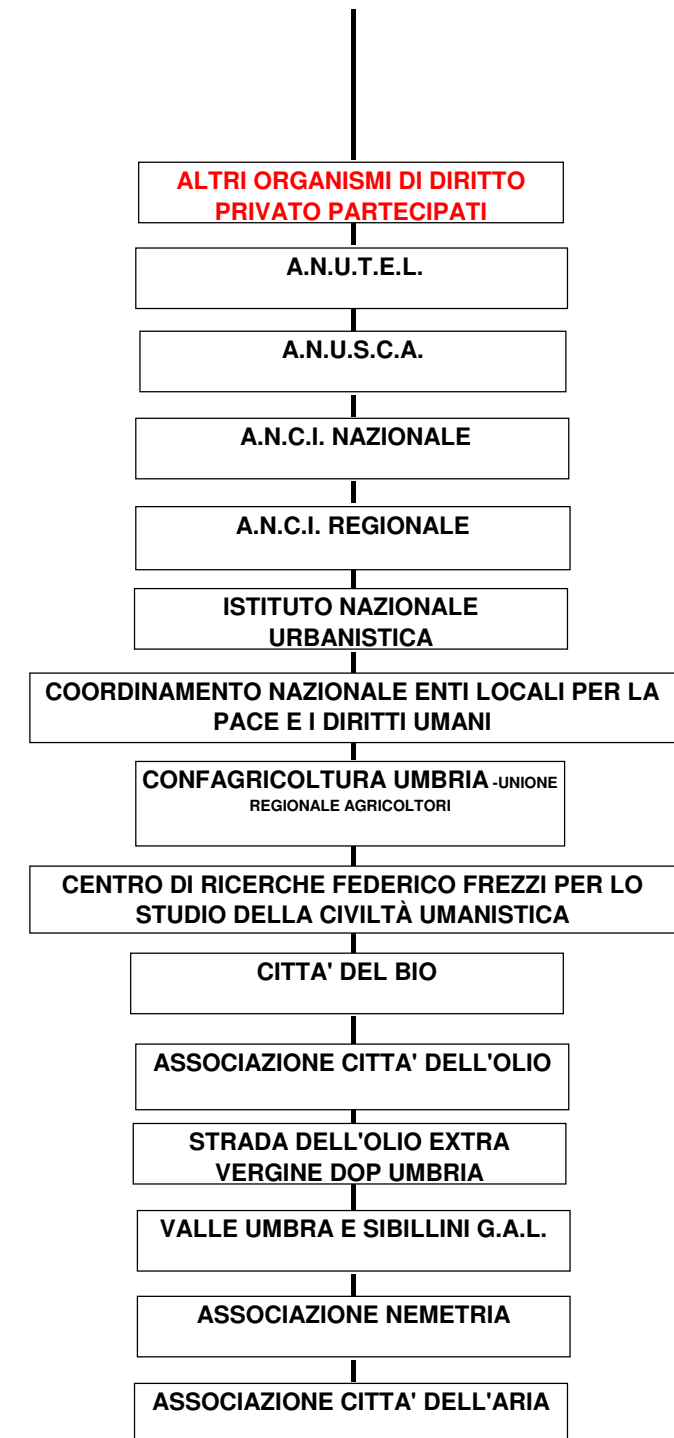 ALTRI ORGANISMI DI DIRITTO
PRIVATO PARTECIPATI
A.N.U.T.E.L.
A.N.U.S.C.A.
A.N.C.I. NAZIONALE
A.N.C.I. REGIONALE
ISTITUTO NAZIONALE
URBANISTICA
COORDINAMENTO NAZIONALE ENTI LOCALI PER LA
PACE E I DIRITTI UMANI
CONFAGRICOLTURA UMBRIA -UNIONE
REGIONALE AGRICOLTORI
CENTRO DI RICERCHE FEDERICO FREZZI PER LO
STUDIO DELLA CIVILTÀ UMANISTICA
CITTA' DEL BIO
ASSOCIAZIONE CITTA' DELL'OLIO
STRADA DELL'OLIO EXTRA
VERGINE DOP UMBRIA
VALLE UMBRA E SIBILLINI G.A.L.
ASSOCIAZIONE NEMETRIA
ASSOCIAZIONE CITTA' DELL'ARIA